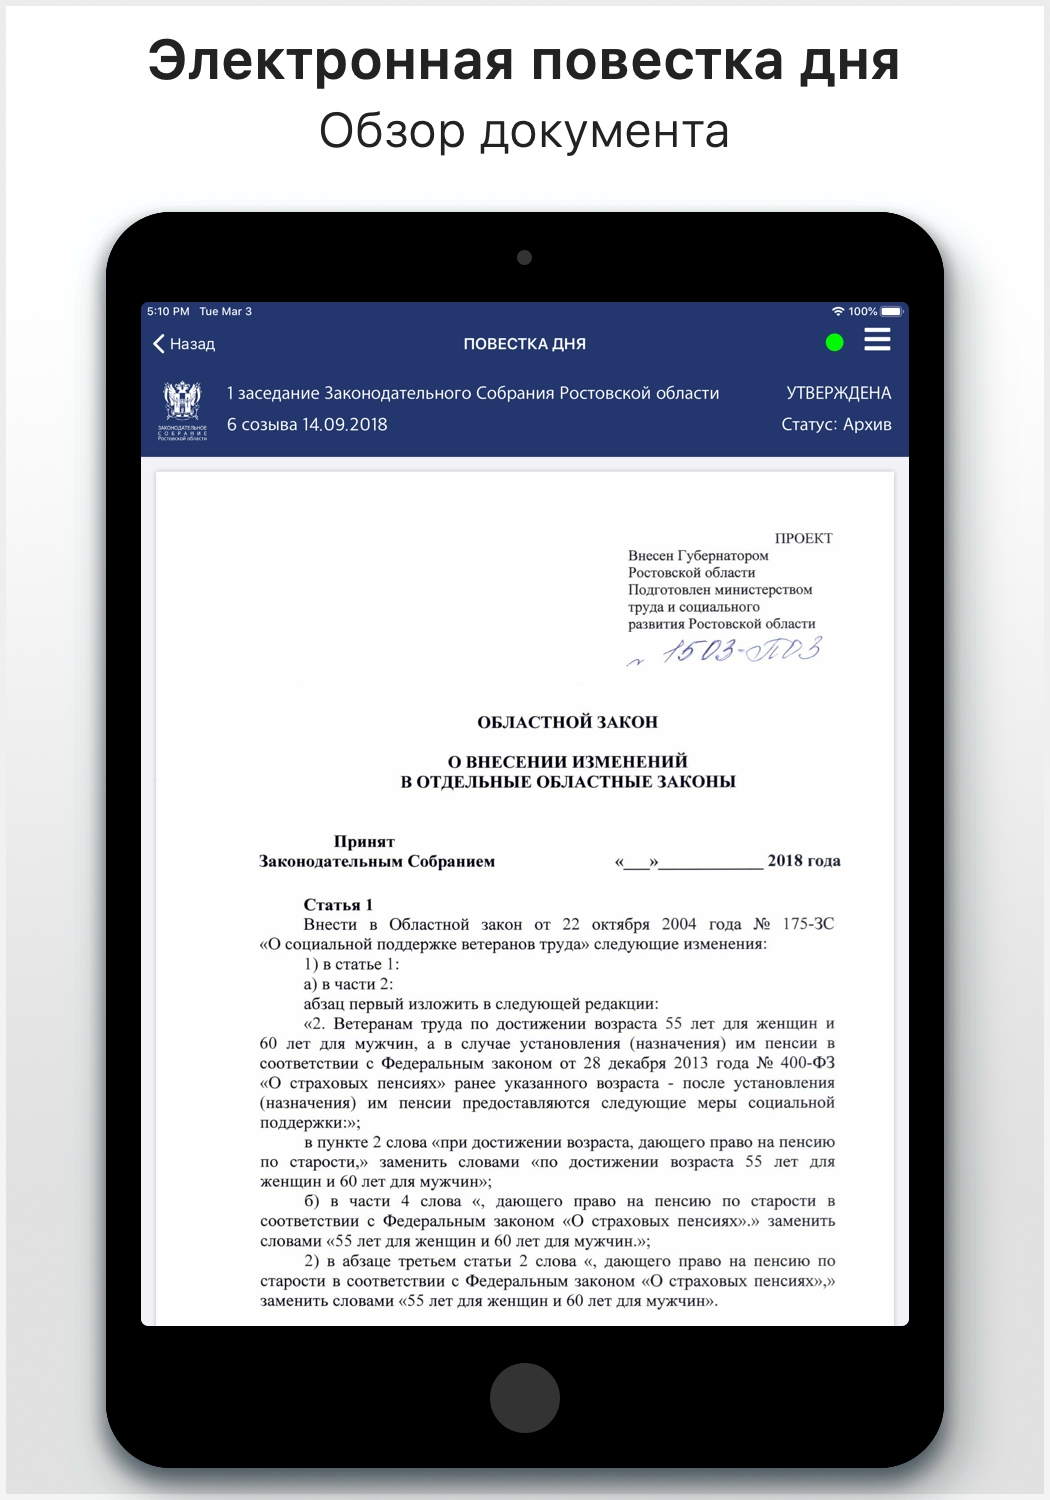 Электронная повестка дня
Обзор документа
5:10 PM Tue Mar 3
100%
Назад
ПОВЕСТКА ДНЯ
1 заседание Законодательного Собрания Ростовской области
УТВЕРЖДЕНА
6 созыва 14.09.2018
Статус: Архив
ЗАКОНОДАТЕЛЬНОЕ
СОБРАНИЕ
Ростовской области
ПРОЕКТ
Внесен Губернатором
Ростовской области
Подготовлен министерством
труда и социального
развития Ростовской области
1503-ПОЗ
ОБЛАСТНОЙ ЗАКОН
О ВНЕСЕНИИ ИЗМЕНЕНИЙ
В ОТДЕЛЬНЫЕ ОБЛАСТНЫЕ ЗАКОНЫ
Принят
Законодательным Собранием «___»____________ 2018 года
Статья 1
Внести в Областной закон от 22 октября 2004 года № 175-ЗС
«О социальной поддержке ветеранов труда» следующие изменения:
1) в статье 1:
а) в части 2:
абзац первый изложить в следующей редакции:
«2. Ветеранам труда по достижении возраста 55 лет для женщин и
60 лет для мужчин, а в случае установления (назначения) им пенсии в
соответствии с Федеральным законом от 28 декабря 2013 года № 400-ФЗ
«О страховых пенсиях» ранее указанного возраста - после установления
(назначения) им пенсии предоставляются следующие меры социальной
поддержки:»;
в пункте 2 слова «при достижении возраста, дающего право на пенсию
по старости,» заменить словами «по достижении возраста 55 лет для
женщин и 60 лет для мужчин»;
б) в части 4 слова «, дающего право на пенсию по старости в
соответствии с Федеральным законом «О страховых пенсиях».» заменить
словами «55 лет для женщин и 60 лет для мужчин.»;
2) в абзаце третьем статьи 2 слова «, дающего право на пенсию по
старости в соответствии с Федеральным законом «О страховых пенсиях»,»
заменить словами «55 лет для женщин и 60 лет для мужчин».